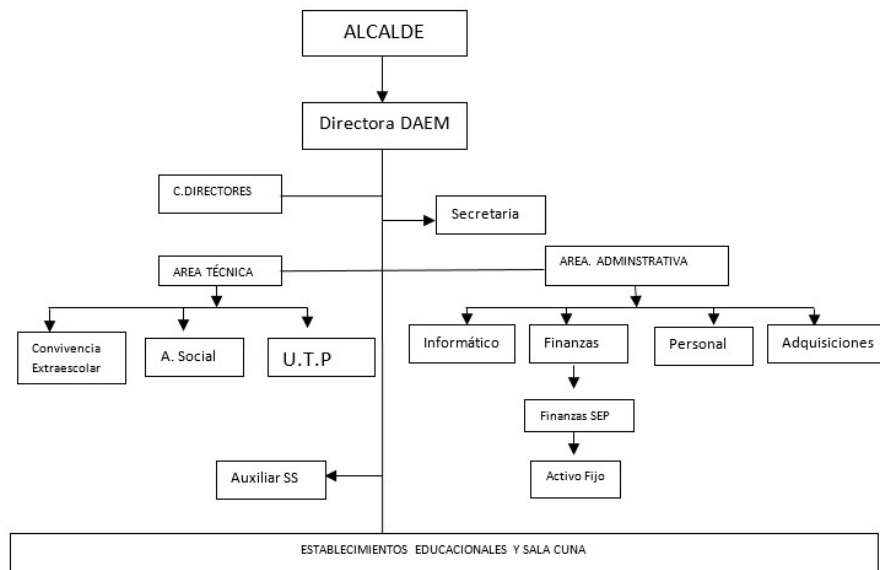 ALCALDE
Directora DAEM
C.DIRECTORES
Secretaria
AREA TÉCNICA
AREA. ADMINSTRATIVA
Convivencia
Extraescolar
A. Social
U.T.P
Informático
Finanzas
Personal
Adquisiciones
Finanzas SEP
Auxiliar SS
Activo Fijo
ESTABLECIMIENTOS EDUCACIONALES Y SALA CUNA